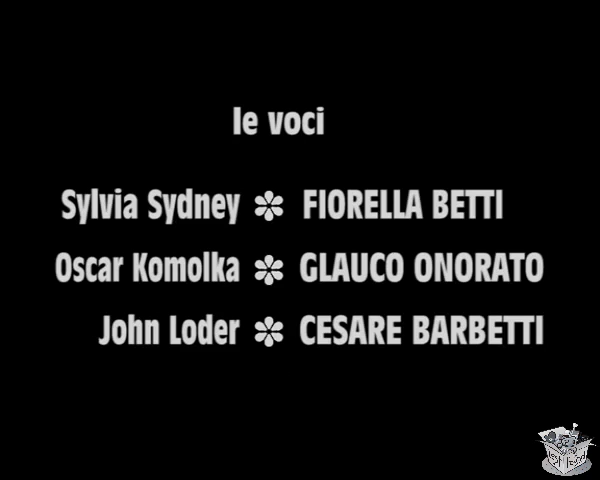 le voci
Sylvia Sydney ✽ FIORELLA BETTI
Oscar Komolka ✽ GLAUCO ONORATO
John Loder ✽ CESARE BARBETTI